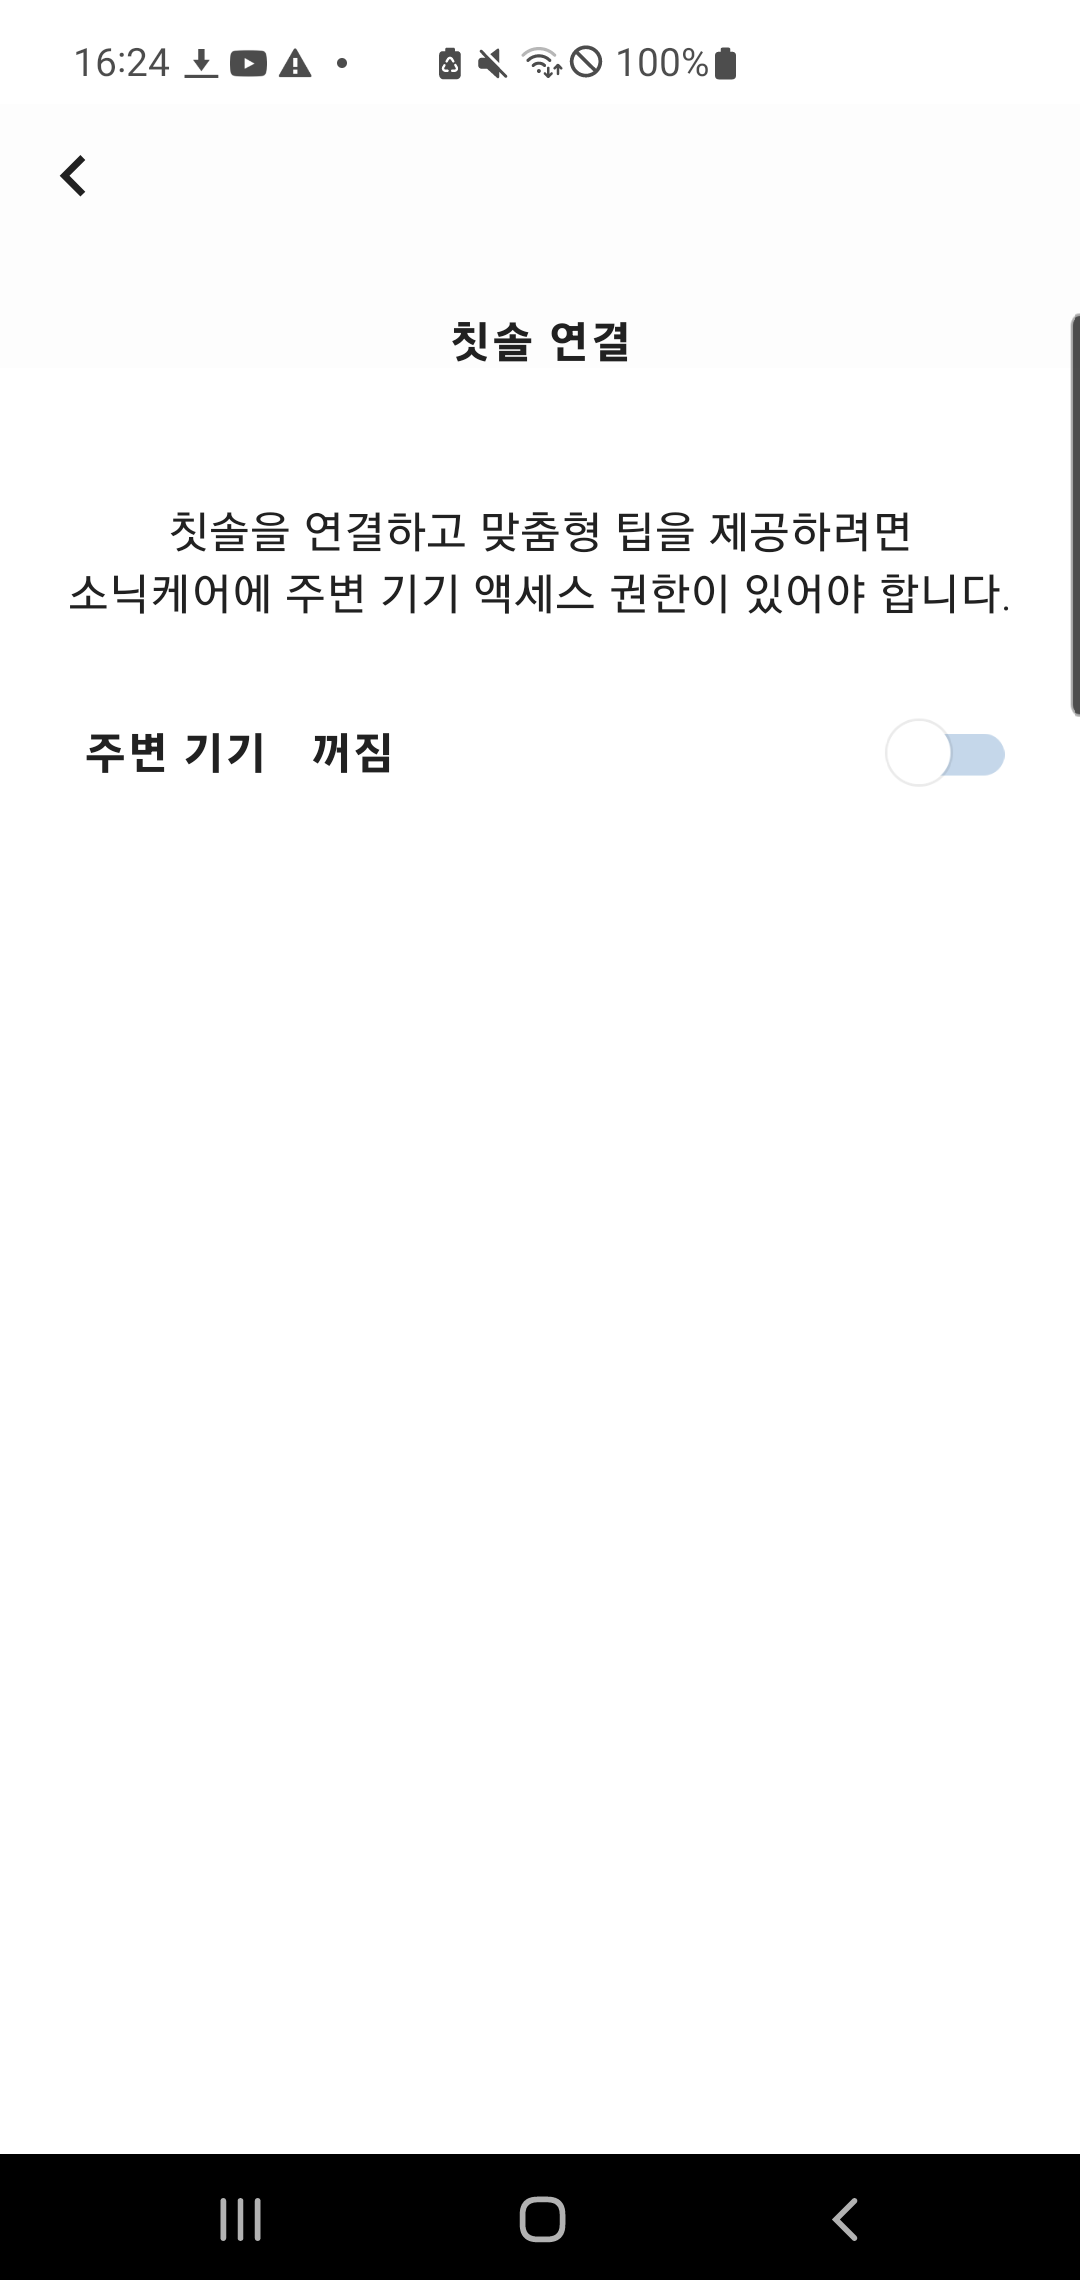 16:24
100%
칫솔 연결
칫솔을 연결하고 맞춤형 팁을 제공하려면
소닉케어에 주변 기기 액세스 권한이 있어야 합니다.
주변 기기 꺼짐